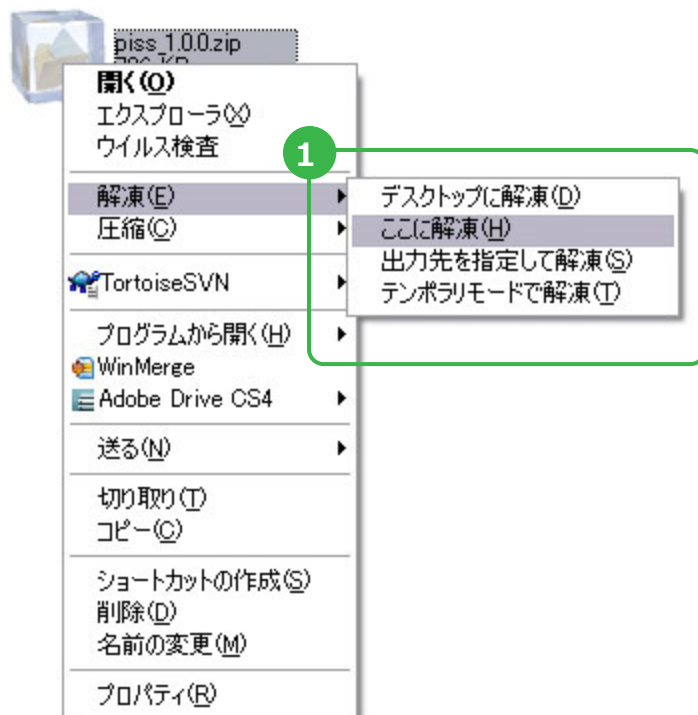 piss_1.0.0.zip
開く(O)
エクスプローラ(X)
ウイルス検査
1
解凍(E)
デスクトップに解凍(D)
圧縮(C)
ここに解凍(H)
出力先を指定して解凍(S)
TortoiseSVN
テンポラリモードで解凍(T)
プログラムから開く(H)
WinMerge
Adobe Drive CS4
送る(N)
切り取り(T)
コピー(C)
ショートカットの作成(S)
削除(D)
名前の変更(M)
プロパティ(R)